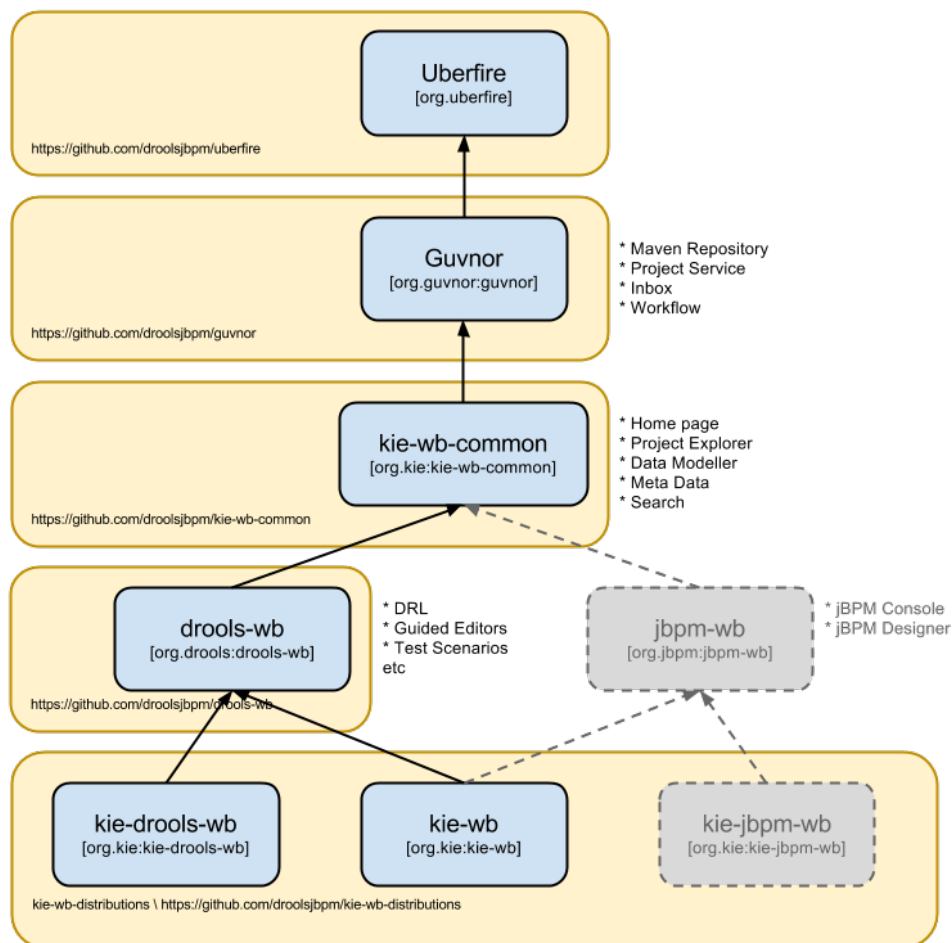 Uberfire
[org.uberfire]
https://github.com/droolsjbpm/uberfire
Guvnor
[org.guvnor:guvnor]
* Maven Repository
* Project Service
* Inbox
* Workflow
https://github.com/droolsjbpm/guvnor
kie-wb-common
[org.kie:kie-wb-common]
* Home page
* Project Explorer
* Data Modeller
* Meta Data
* Search
https://github.com/droolsjbpm/kie-wb-common
drools-wb
[org.drools:drools-wb]
* DRL
* Guided Editors
* Test Scenarios
etc
jbpm-wb
[org.jbpm:jbpm-wb]
* jBPM Console
* jBPM Designer
https://github.com/droolsjbpm/drools-wb
kie-drools-wb
[org.kie:kie-drools-wb]
kie-wb
[org.kie:kie-wb]
kie-jbpm-wb
[org.kie:kie-jbpm-wb]
kie-wb-distributions \ https://github.com/droolsjbpm/kie-wb-distributions